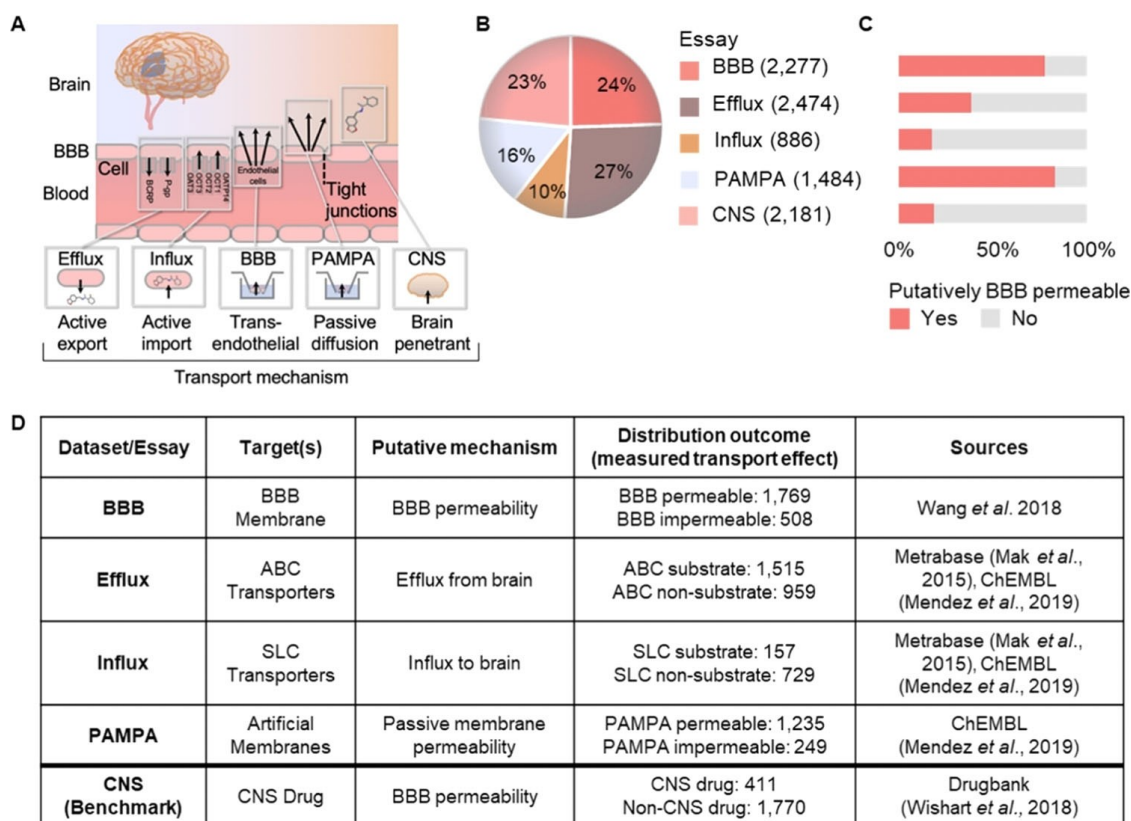 A
Brain
BBB
Cell
Blood
BCRP
P-gp
OAT3
OCT3
OCT2
OCT1
OATP14
Endothelial
cells
Tight
junctions
Efflux
Influx
BBB
PAMPA
CNS
Active
export
Active
import
Trans-
endothelial
Passive
diffusion
Brain
penetrant
Transport mechanism
B
23%
24%
16%
10%
27%
Essay
BBB (2,277)
Efflux (2,474)
Influx (886)
PAMPA (1,484)
CNS (2,181)
C
0% 50% 100%
Putatively BBB permeable
Yes No
D
Dataset/Essay
Target(s)
Putative mechanism
Distribution outcome
(measured transport effect)
Sources
BBB
BBB
Membrane
BBB permeability
BBB permeable: 1,769
BBB impermeable: 508
Wang et al. 2018
Efflux
ABC
Transporters
Efflux from brain
ABC substrate: 1,515
ABC non-substrate: 959
Metrabase (Mak et al.,
2015), ChEMBL
(Mendez et al., 2019)
Influx
SLC
Transporters
Influx to brain
SLC substrate: 157
SLC non-substrate: 729
Metrabase (Mak et al.,
2015), ChEMBL
(Mendez et al., 2019)
PAMPA
Artificial
Membranes
Passive membrane
permeability
PAMPA permeable: 1,235
PAMPA impermeable: 249
ChEMBL
(Mendez et al., 2019)
CNS
(Benchmark)
CNS Drug
BBB permeability
CNS drug: 411
Non-CNS drug: 1,770
Drugbank
(Wishart et al., 2018)